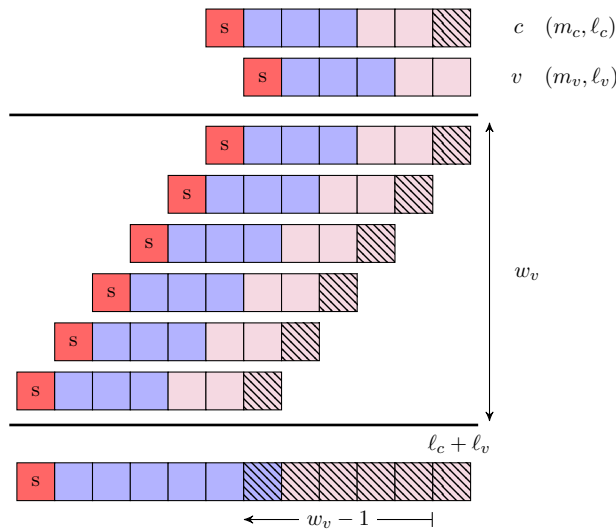 s c (m_c, ℓ_c)
s v (m_v, ℓ_v)
s
s
s
s w_v
s
s
ℓ_c + ℓ_v
s
w_v − 1